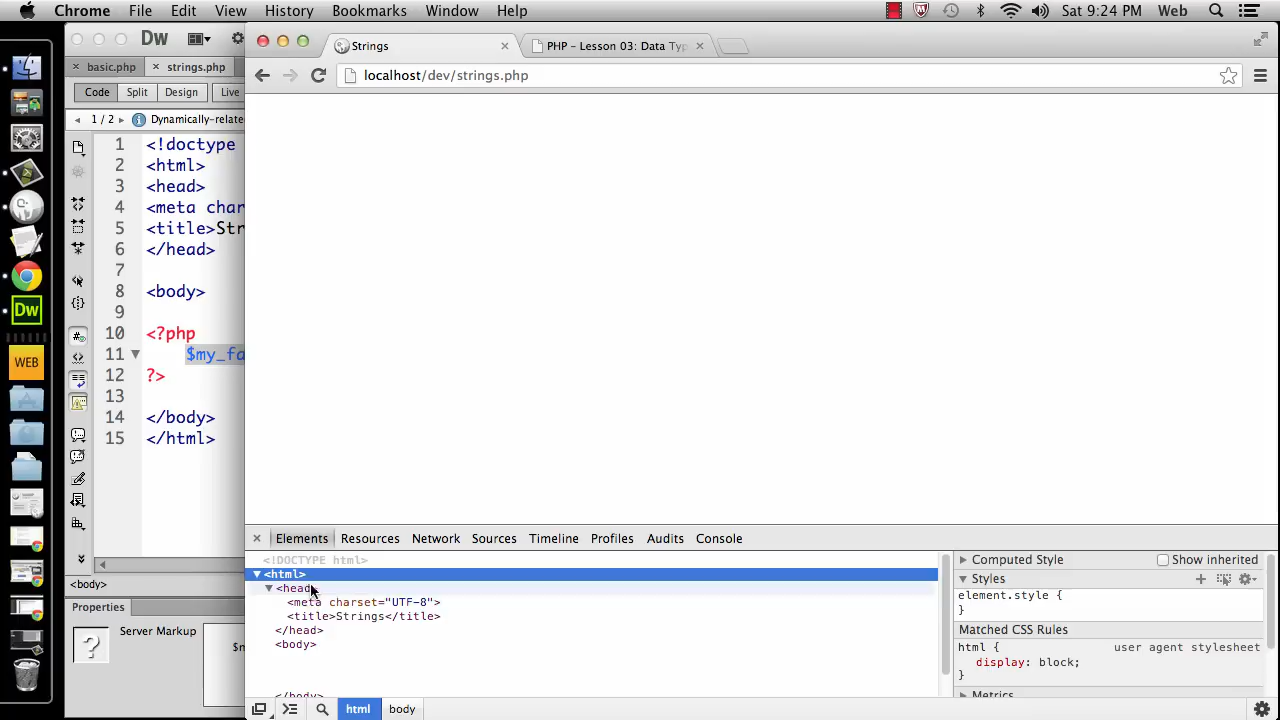 Chrome File Edit View History Bookmarks Window Help Sat 9:24 PM Web
Dw
Strings
PHP - Lesson 03: Data Typ
basic.php strings.php
localhost/dev/strings.php
Code Split Design Live
1 / 2 Dynamically-relate
1 <!doctype
2 <html>
3 <head>
4 <meta char
5 <title>Str
6 </head>
7
8 <body>
9
10 <?php
11 $my_fa
12 ?>
13
14 </body>
15 </html>
Dw
WEB
<body>
Properties
Server Markup
?
$m
Elements Resources Network Sources Timeline Profiles Audits Console
<!DOCTYPE html>
<html>
<head>
<meta charset="UTF-8">
<title>Strings</title>
</head>
<body>
</body>
Computed Style Show inherited
Styles
element.style {
}
Matched CSS Rules
html { user agent stylesheet
display: block;
}
Metrics
html body